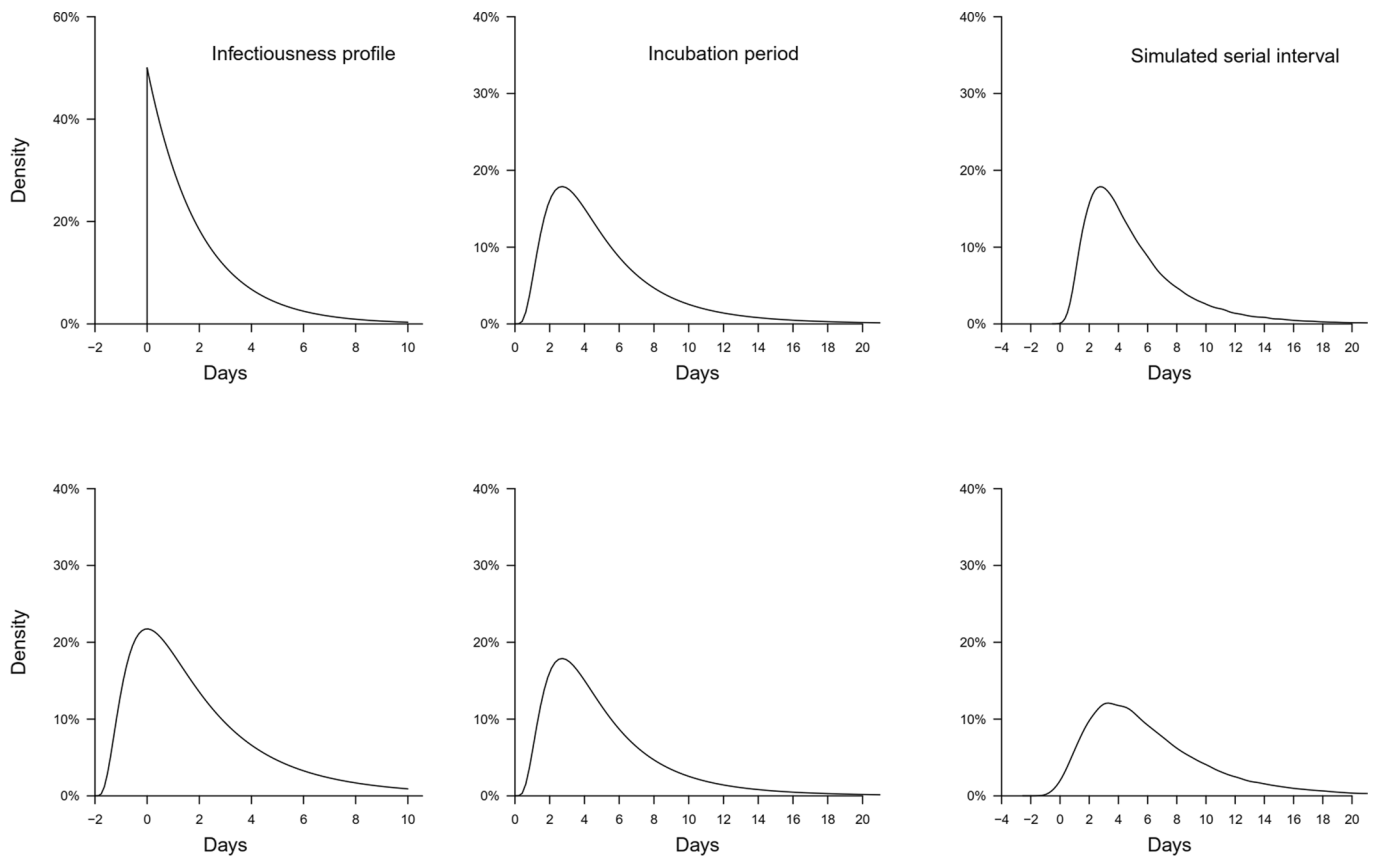 Infectiousness profile
Incubation period
Simulated serial interval
60%
40%
20%
0%
Density
−2 0 2 4 6 8 10
Days
40%
30%
20%
10%
0%
0 2 4 6 8 10 12 14 16 18 20
Days
40%
30%
20%
10%
0%
−4 −2 0 2 4 6 8 10 12 14 16 18 20
Days
40%
30%
20%
10%
0%
Density
−2 0 2 4 6 8 10
Days
40%
30%
20%
10%
0%
0 2 4 6 8 10 12 14 16 18 20
Days
40%
30%
20%
10%
0%
−4 −2 0 2 4 6 8 10 12 14 16 18 20
Days